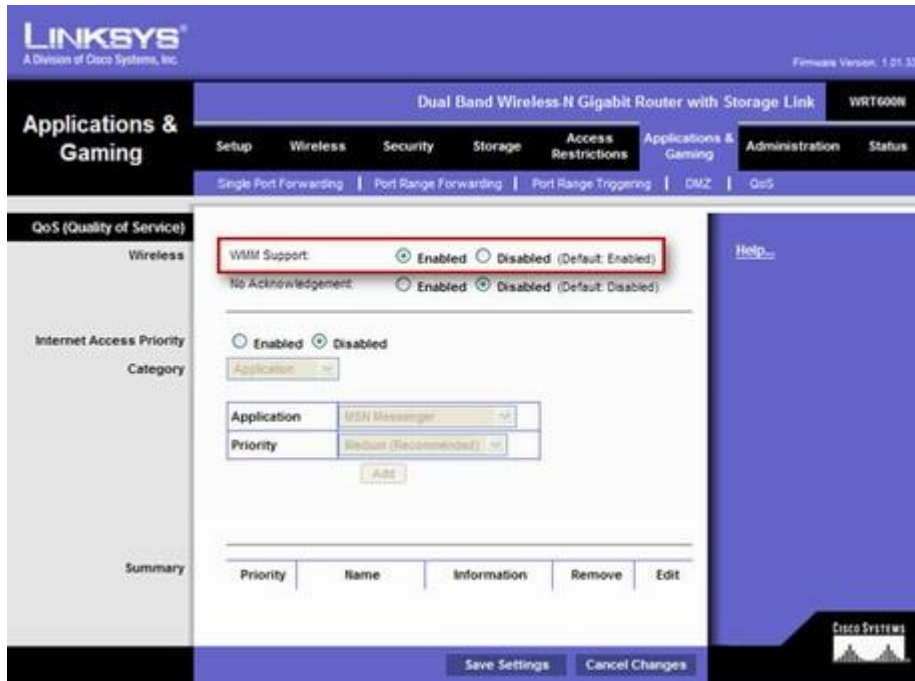 LINKSYS®
A Division of Cisco Systems, Inc.
Firmware Version: 1.01.33
Dual Band Wireless-N Gigabit Router with Storage Link WRT600N
Applications & Gaming
Setup Wireless Security Storage Access Restrictions Applications & Gaming Administration Status
Single Port Forwarding | Port Range Forwarding | Port Range Triggering | DMZ | QoS
QoS (Quality of Service)
Wireless
WMM Support: Enabled Disabled (Default: Enabled)
No Acknowledgement: Enabled Disabled (Default: Disabled)
Help...
Internet Access Priority Enabled Disabled
Category Application
Application MSN Messenger
Priority Medium (Recommended)
Add
Summary
Priority Name Information Remove Edit
CISCO SYSTEMS
Save Settings Cancel Changes